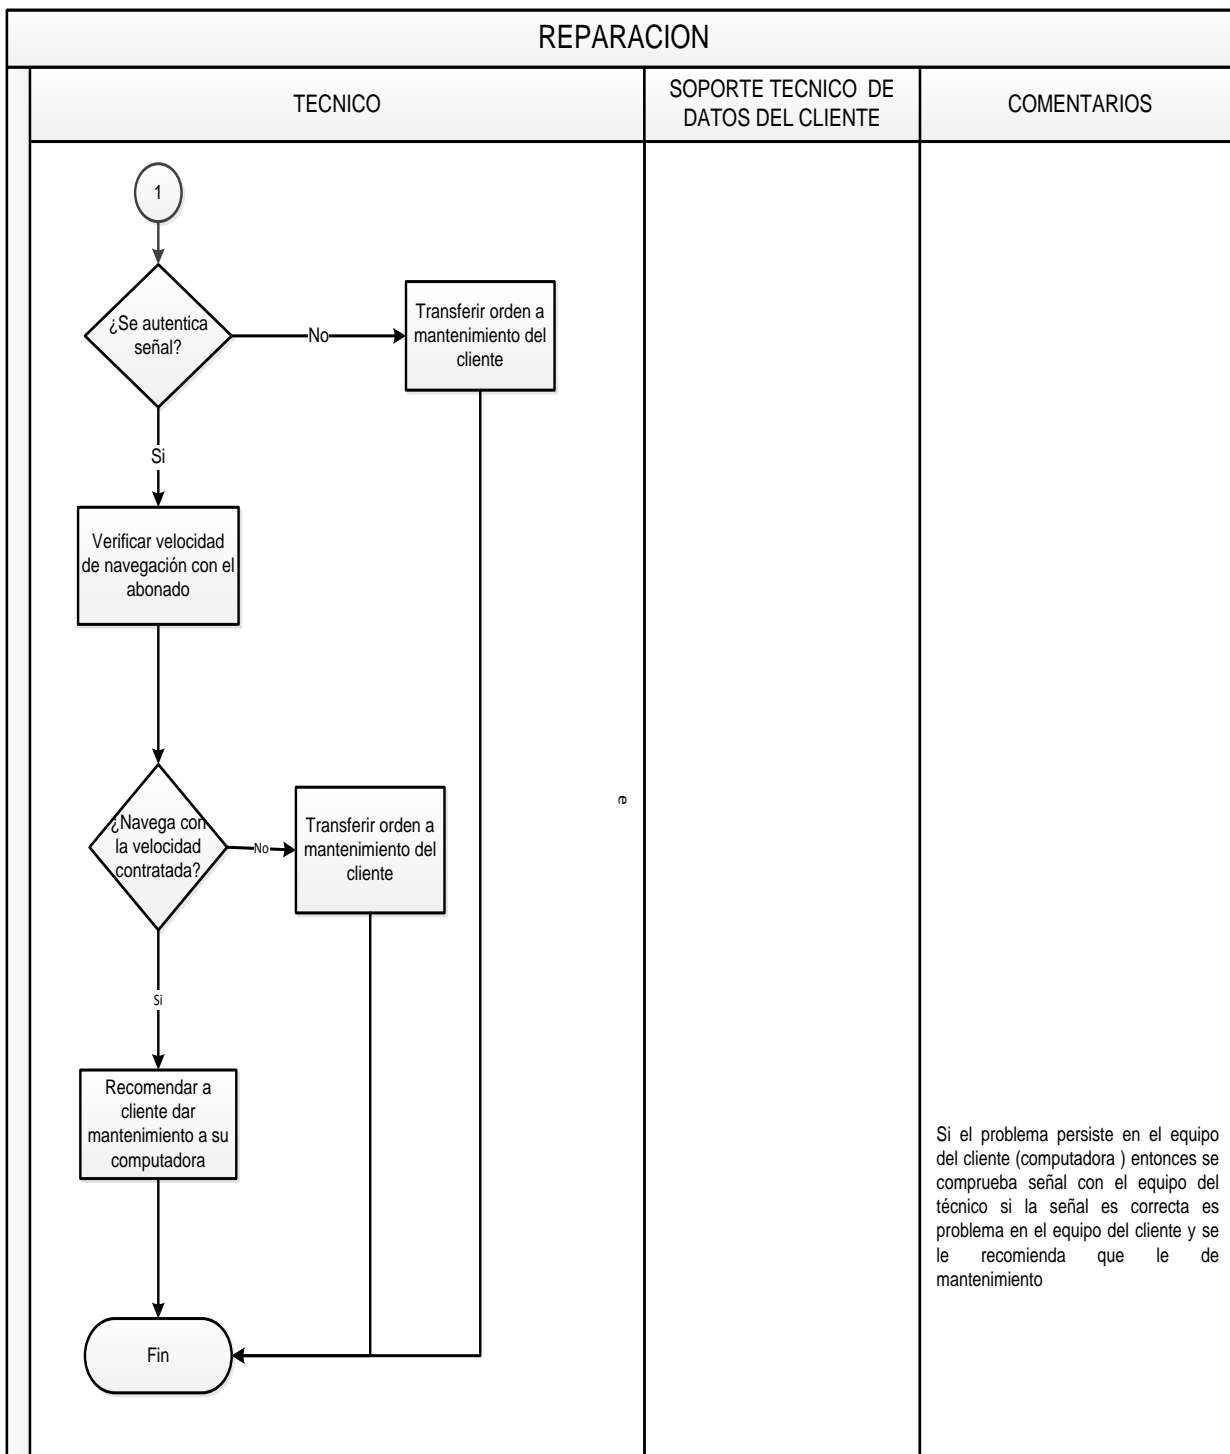 REPARACION
TECNICO
SOPORTE TECNICO DE
DATOS DEL CLIENTE
COMENTARIOS
1
¿Se autentica
señal?
No
Transferir orden a
mantenimiento del
cliente
Si
Verificar velocidad
de navegación con el
abonado
¿Navega con
la velocidad
contratada?
No
Transferir orden a
mantenimiento del
cliente
e
Si
Recomendar a
cliente dar
mantenimiento a su
computadora
Si el problema persiste en el equipo
del cliente (computadora ) entonces se
comprueba señal con el equipo del
técnico si la señal es correcta es
problema en el equipo del cliente y se
le recomienda que le de
mantenimiento
Fin